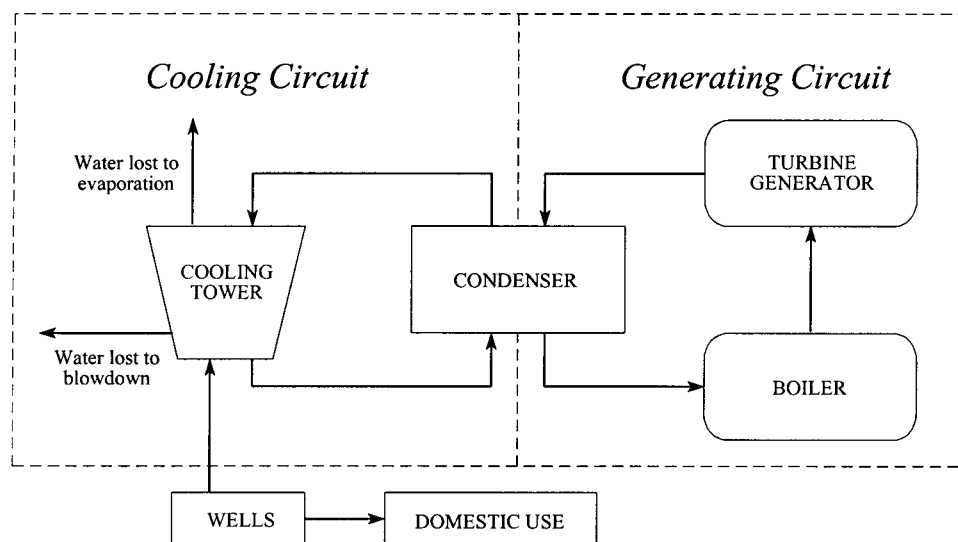 Cooling Circuit
Generating Circuit
Water lost to
evaporation
TURBINE
GENERATOR
COOLING
TOWER
CONDENSER
Water lost to
blowdown
BOILER
WELLS
DOMESTIC USE